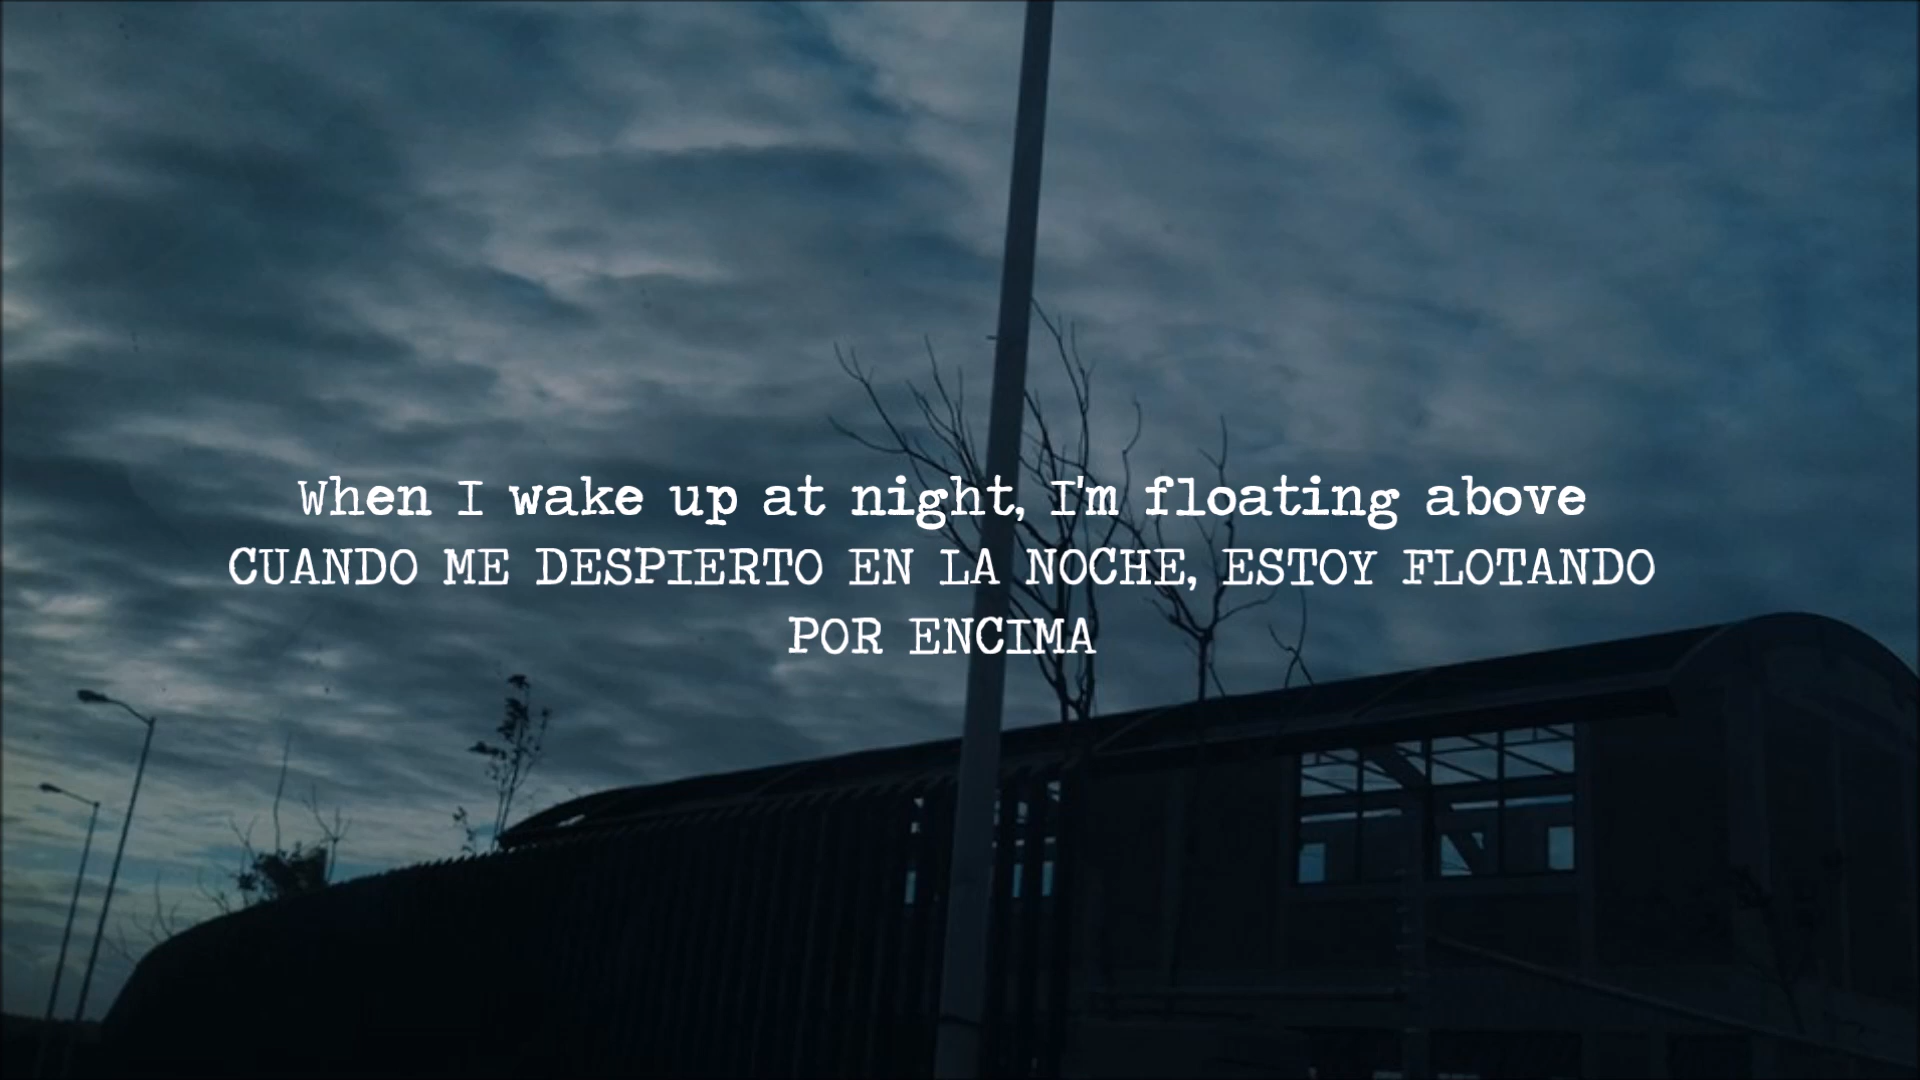 When I wake up at night, I'm floating above
CUANDO ME DESPIERTO EN LA NOCHE, ESTOY FLOTANDO
POR ENCIMA